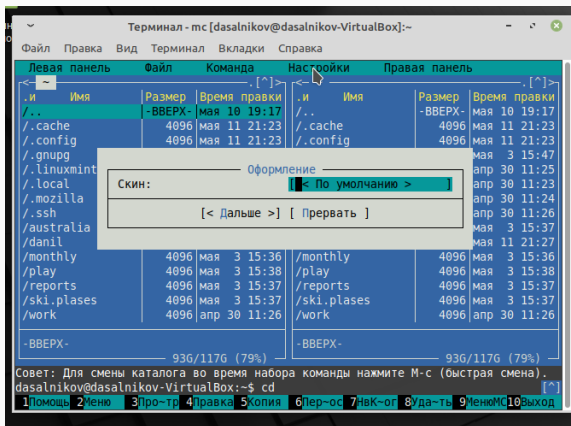 Терминал - mc [dasalnikov@dasalnikov-VirtualBox]:~
Файл Правка Вид Терминал Вкладки Справка
Левая панель Файл Команда Настройки Правая панель
<- ~ .[^]> <- ~ .[^]>
.и Имя Размер Время правки .и Имя Размер Время правки
/.. -ВВЕРХ- мая 10 19:17 /.. -ВВЕРХ- мая 10 19:17
/.cache 4096 мая 11 21:23 /.cache 4096 мая 11 21:23
/.config 4096 мая 11 21:23 /.config 4096 мая 11 21:23
/.gnupg мая 3 15:47
/.linuxmint апр 30 11:25
/.local апр 30 11:23
/.mozilla апр 30 11:24
/.ssh апр 30 11:26
/australia мая 3 15:37
/danil мая 11 21:27
Оформление
Скин: [ < По умолчанию > ]
[< Дальше >] [ Прервать ]
/monthly 4096 мая 3 15:36 /monthly 4096 мая 3 15:36
/play 4096 мая 3 15:38 /play 4096 мая 3 15:38
/reports 4096 мая 3 15:37 /reports 4096 мая 3 15:37
/ski.plases 4096 мая 3 15:37 /ski.plases 4096 мая 3 15:37
/work 4096 апр 30 11:26 /work 4096 апр 30 11:26
-ВВЕРХ- -ВВЕРХ-
93G/117G (79%) 93G/117G (79%)
Совет: Для смены каталога во время набора команды нажмите M-c (быстрая смена).
dasalnikov@dasalnikov-VirtualBox:~$ cd [^]
1Помощь 2Меню 3Про~тр 4Правка 5Копия 6Пер~ос 7НвК~ог 8Уда~ть 9МенюMC 10Выход